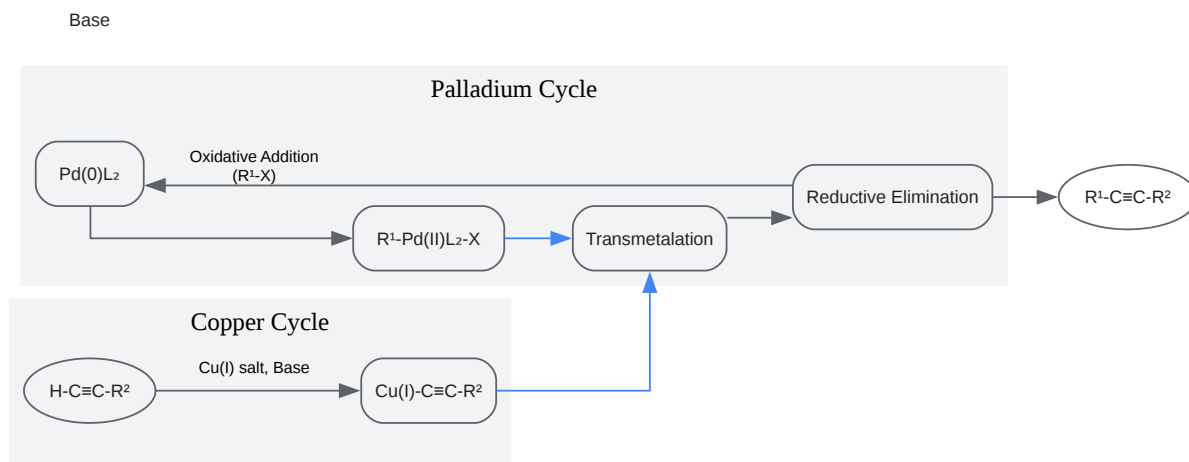 Base
Palladium Cycle
Pd(0)L₂
Oxidative Addition
(R¹-X)
R¹-Pd(II)L₂-X
Transmetalation
Reductive Elimination
R¹-C≡C-R²
Copper Cycle
H-C≡C-R²
Cu(I) salt, Base
Cu(I)-C≡C-R²